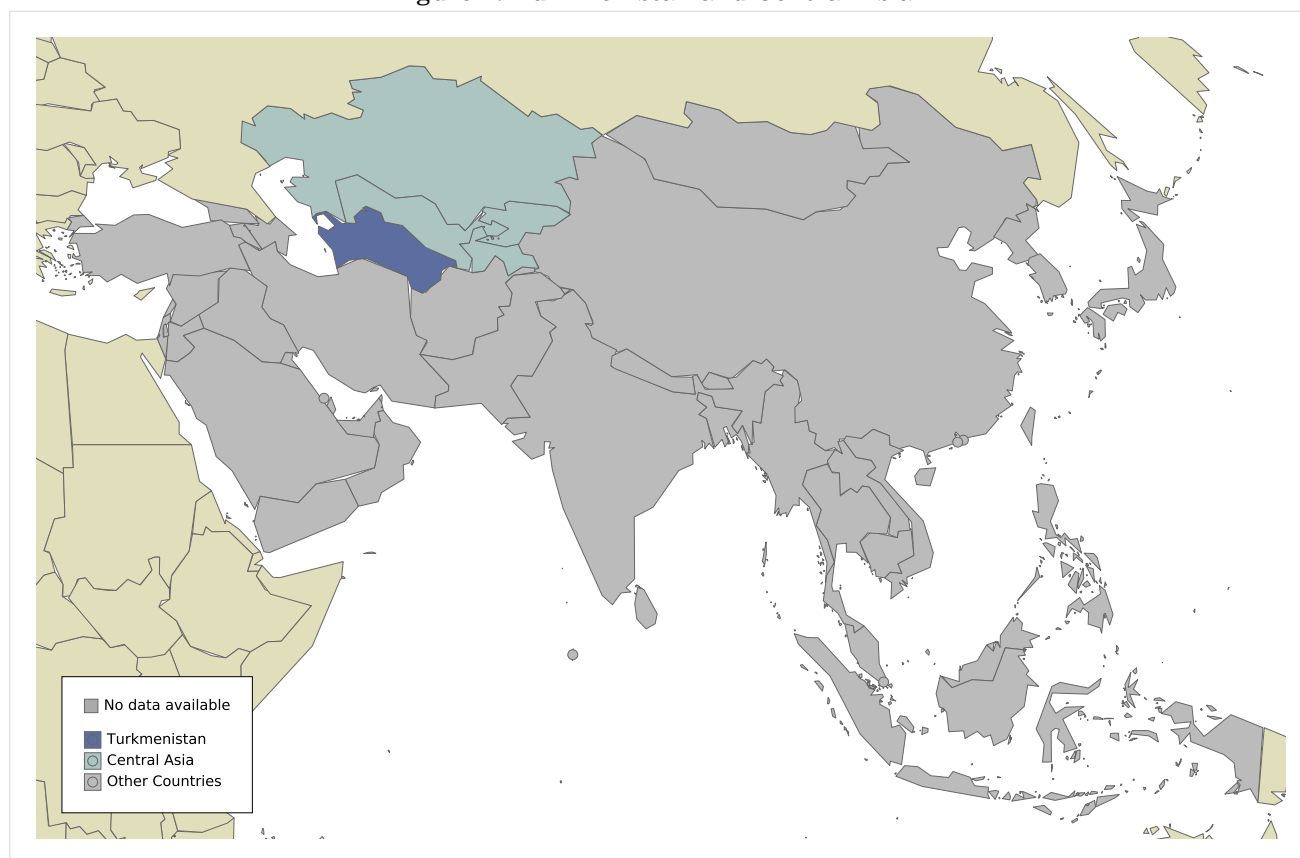 No data available
Turkmenistan
Central Asia
Other Countries